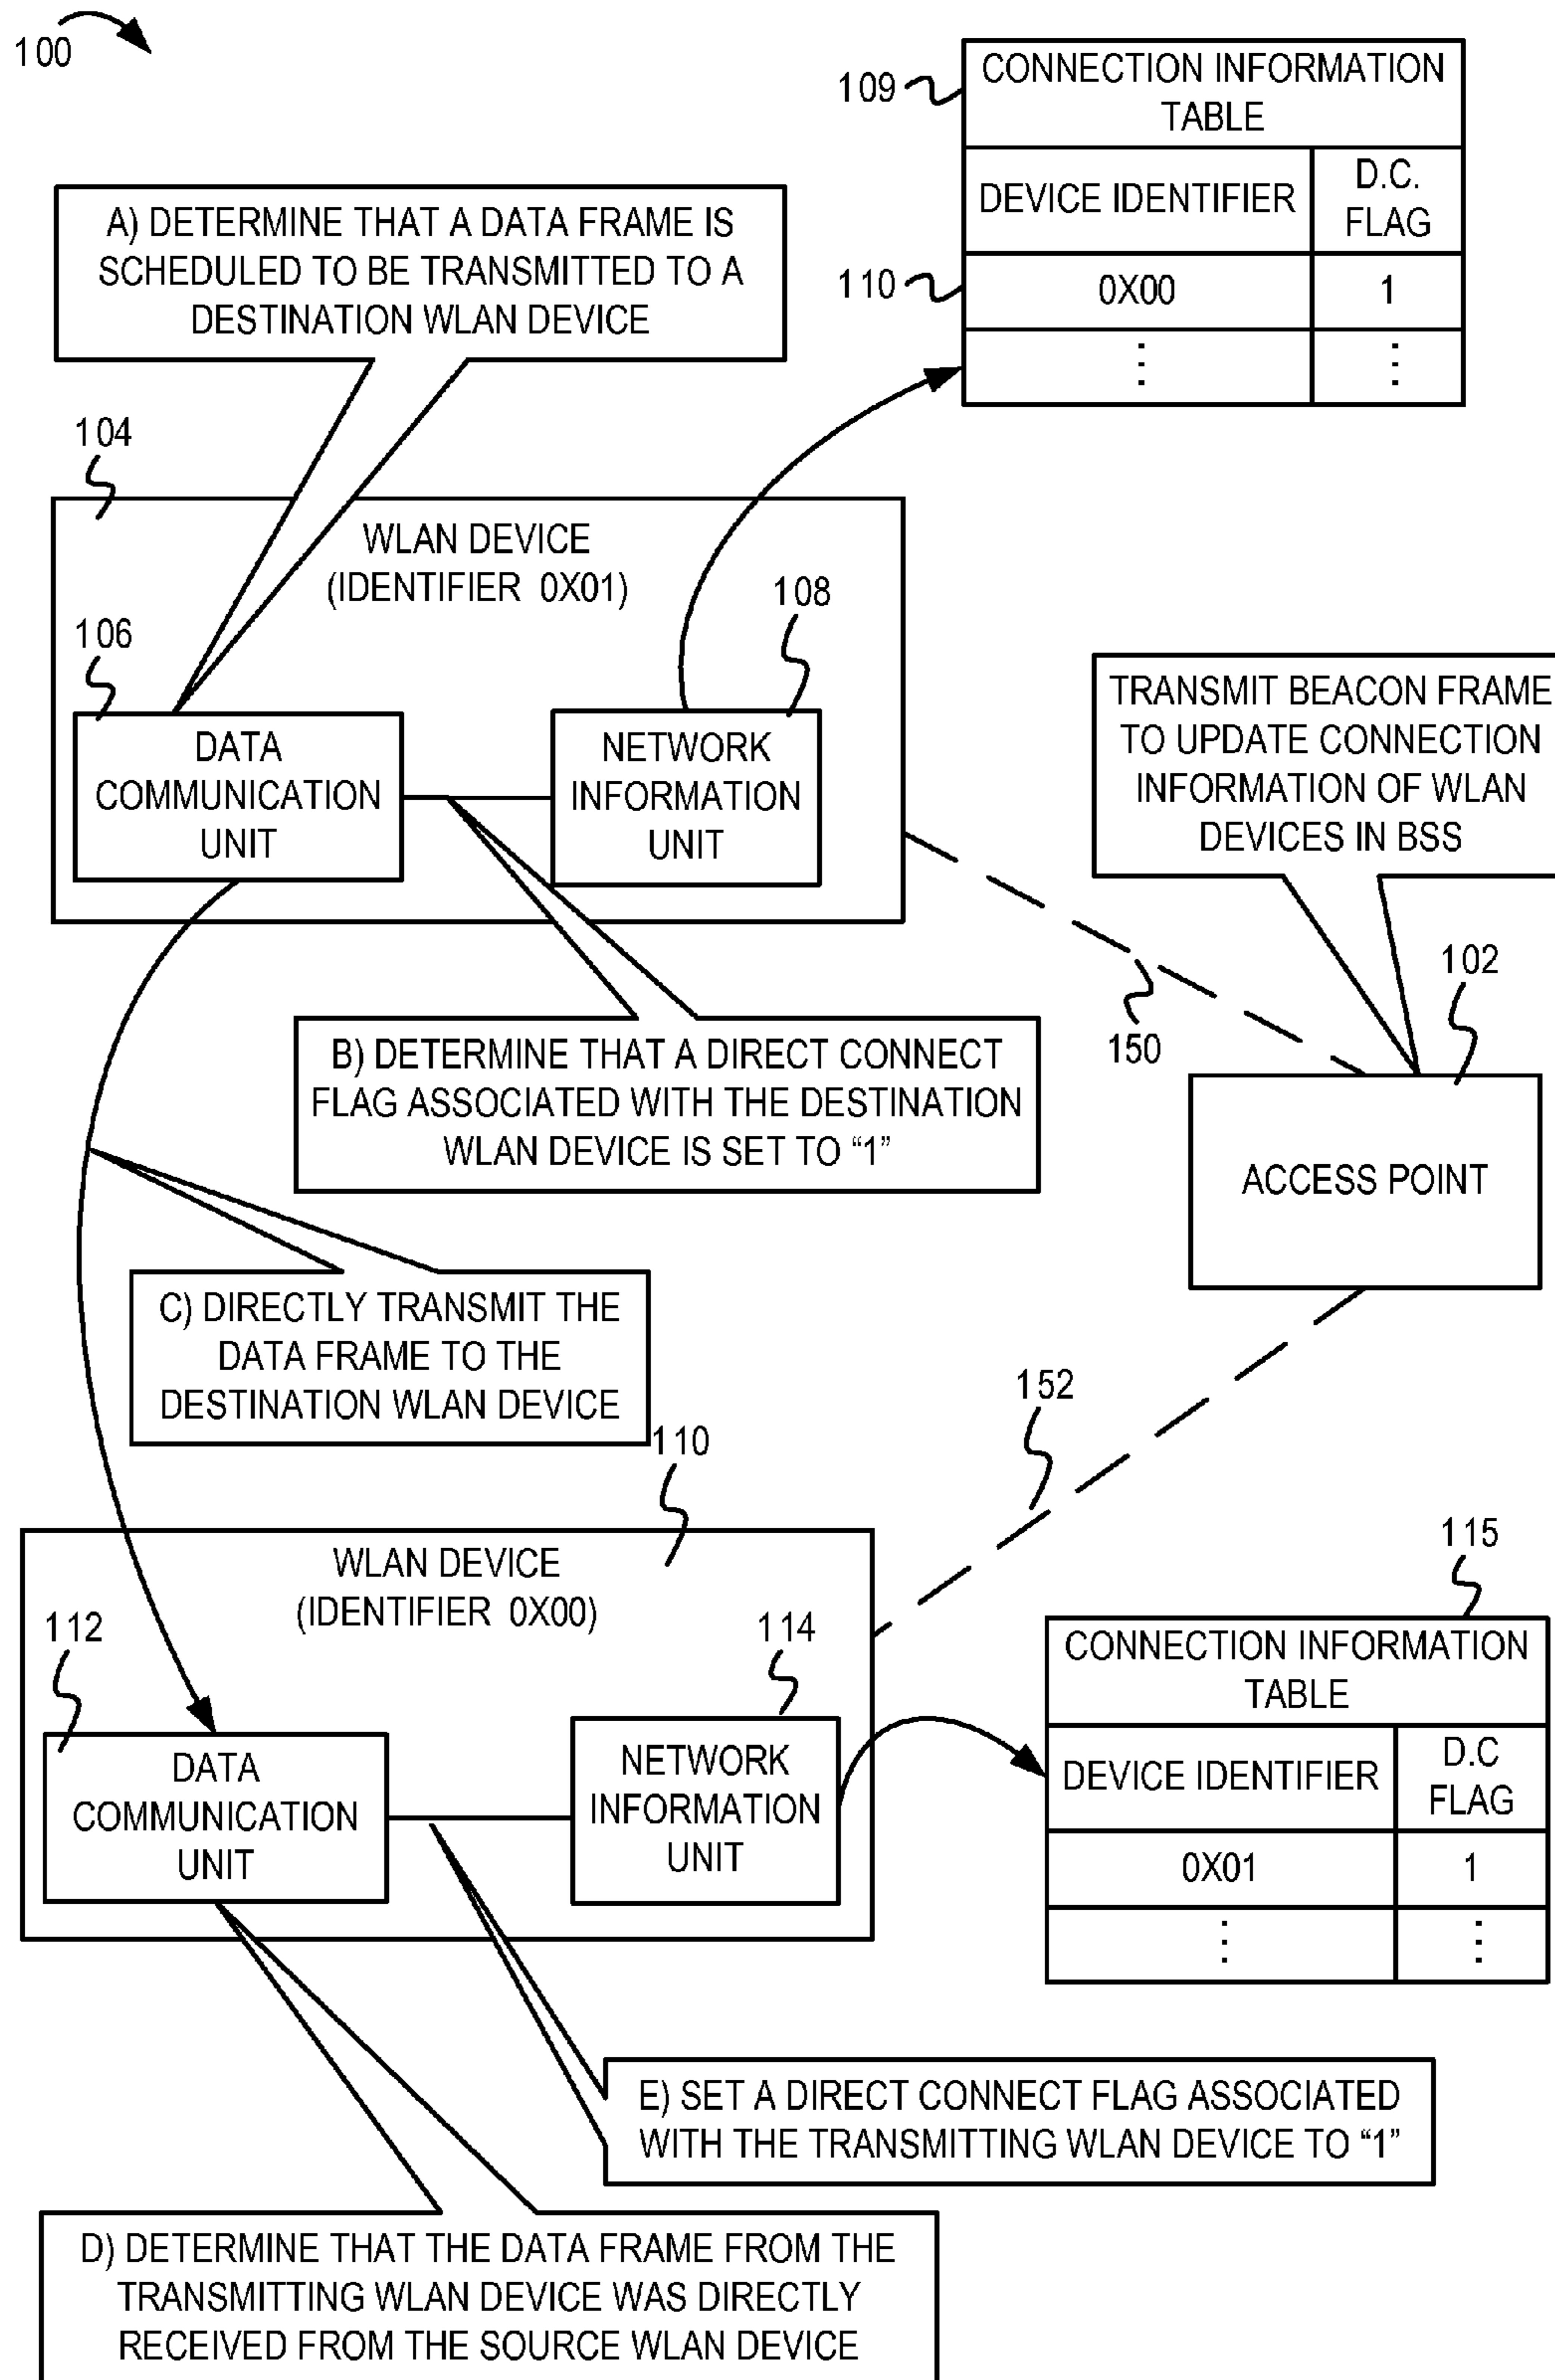 100
109
CONNECTION INFORMATION
TABLE
DEVICE IDENTIFIER
D.C.
FLAG
110
0X00
1
⋮
⋮
A) DETERMINE THAT A DATA FRAME IS
SCHEDULED TO BE TRANSMITTED TO A
DESTINATION WLAN DEVICE
104
WLAN DEVICE
(IDENTIFIER 0X01)
106
108
DATA
COMMUNICATION
UNIT
NETWORK
INFORMATION
UNIT
TRANSMIT BEACON FRAME
TO UPDATE CONNECTION
INFORMATION OF WLAN
DEVICES IN BSS
102
150
ACCESS POINT
B) DETERMINE THAT A DIRECT CONNECT
FLAG ASSOCIATED WITH THE DESTINATION
WLAN DEVICE IS SET TO “1”
C) DIRECTLY TRANSMIT THE
DATA FRAME TO THE
DESTINATION WLAN DEVICE
152
110
WLAN DEVICE
(IDENTIFIER 0X00)
112
114
DATA
COMMUNICATION
UNIT
NETWORK
INFORMATION
UNIT
115
CONNECTION INFORMATION
TABLE
DEVICE IDENTIFIER
D.C
FLAG
0X01
1
⋮
⋮
E) SET A DIRECT CONNECT FLAG ASSOCIATED
WITH THE TRANSMITTING WLAN DEVICE TO “1”
D) DETERMINE THAT THE DATA FRAME FROM THE
TRANSMITTING WLAN DEVICE WAS DIRECTLY
RECEIVED FROM THE SOURCE WLAN DEVICE